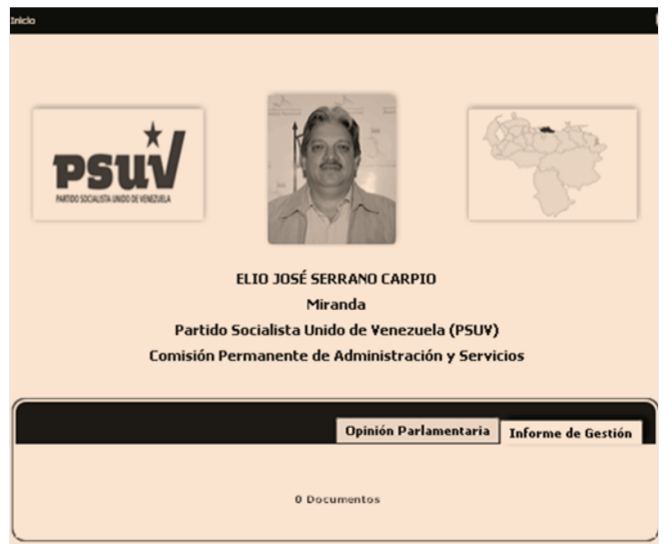 Inicio
psuv
PARTIDO SOCIALISTA UNIDO DE VENEZUELA
ELIO JOSÉ SERRANO CARPIO
Miranda
Partido Socialista Unido de Venezuela (PSUV)
Comisión Permanente de Administración y Servicios
Opinión Parlamentaria
Informe de Gestión
0 Documentos